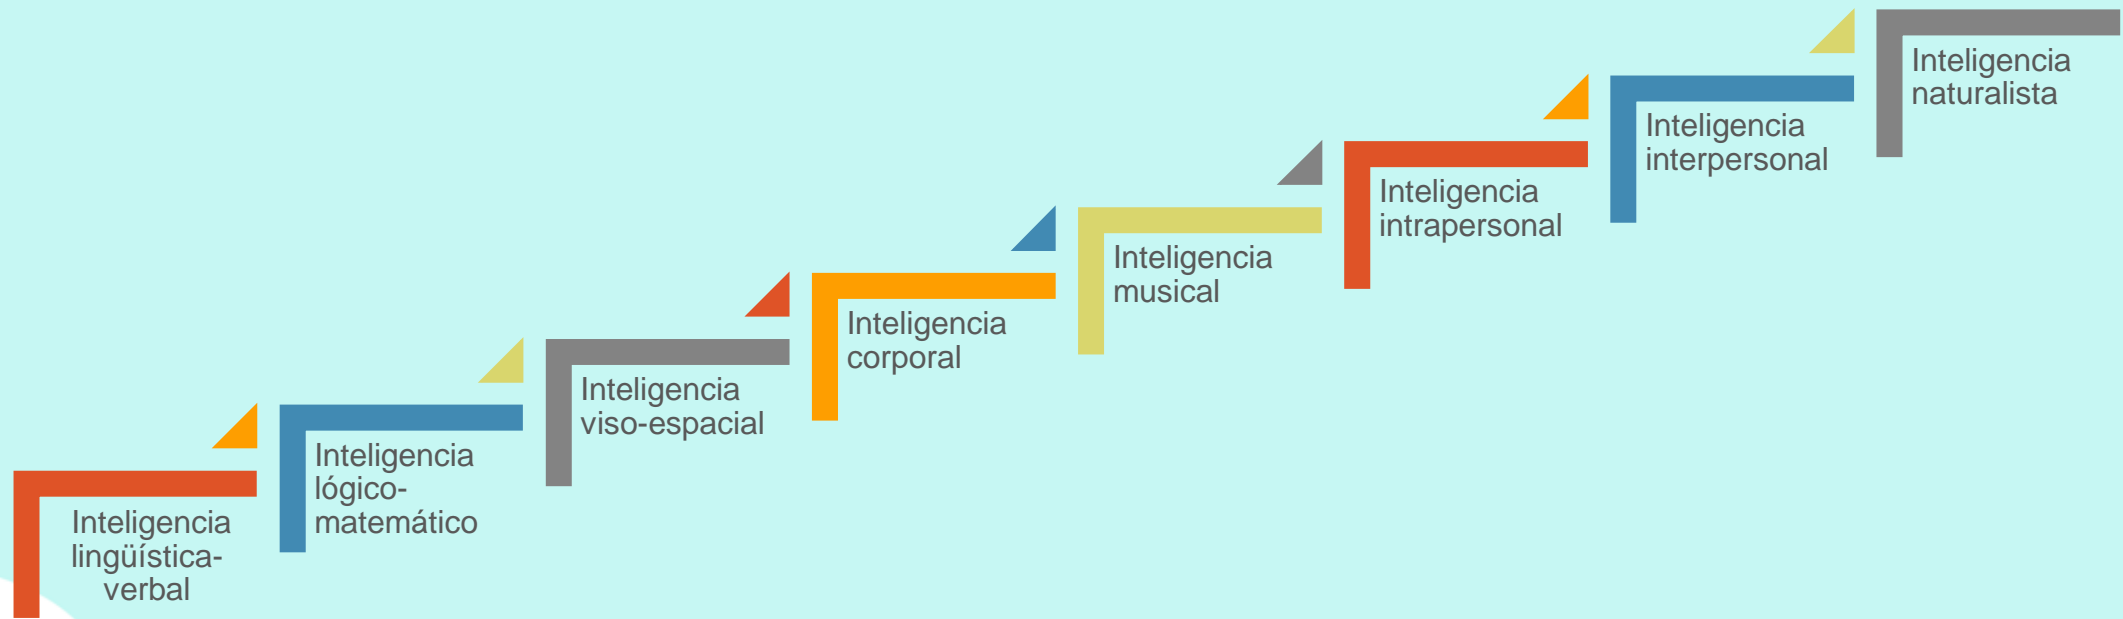 Inteligencia
lingüística-
verbal
Inteligencia
lógico-
matemático
Inteligencia
viso-espacial
Inteligencia
corporal
Inteligencia
musical
Inteligencia
intrapersonal
Inteligencia
interpersonal
Inteligencia
naturalista